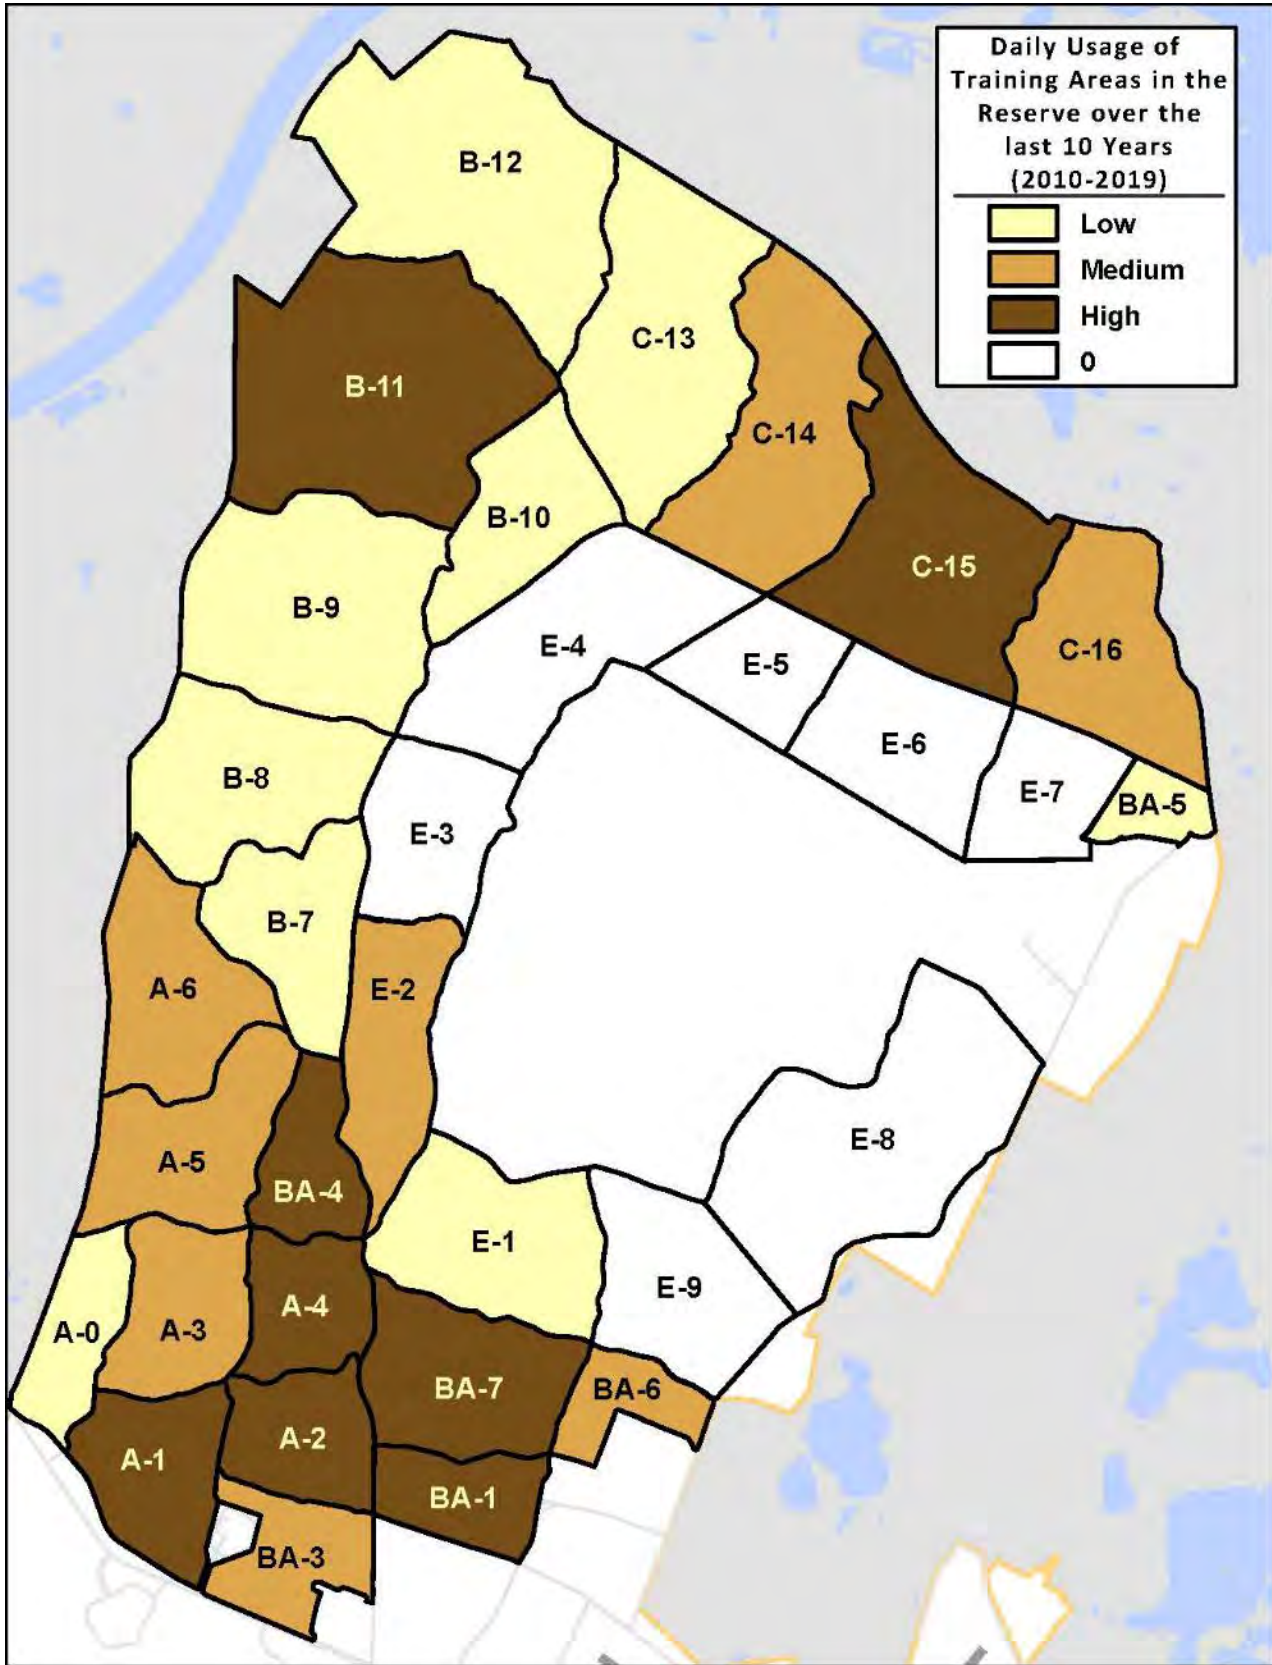 Daily Usage of
Training Areas in the
Reserve over the
last 10 Years
(2010-2019)
Low
Medium
High
0
B-12
C-13
B-11
C-14
B-10
C-15
B-9
E-4
C-16
E-5
E-6
B-8
E-7
BA-5
E-3
B-7
A-6
E-2
E-8
A-5
BA-4
E-1
E-9
A-4
A-0
A-3
BA-7
BA-6
A-2
A-1
BA-1
BA-3